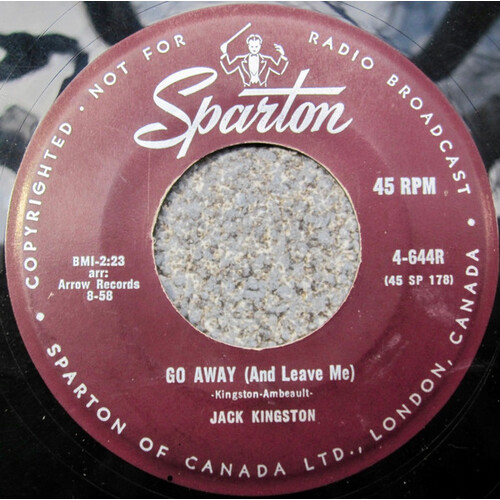 COPYRIGHTED • NOT FOR RADIO BROADCAST
Sparton
45 RPM
BMI-2:23
arr:
Arrow Records
8-58
4-644R
(45 SP 178)
GO AWAY (And Leave Me)
-Kingston-Ambeault-
JACK KINGSTON
• SPARTON OF CANADA LTD., LONDON, CANADA •